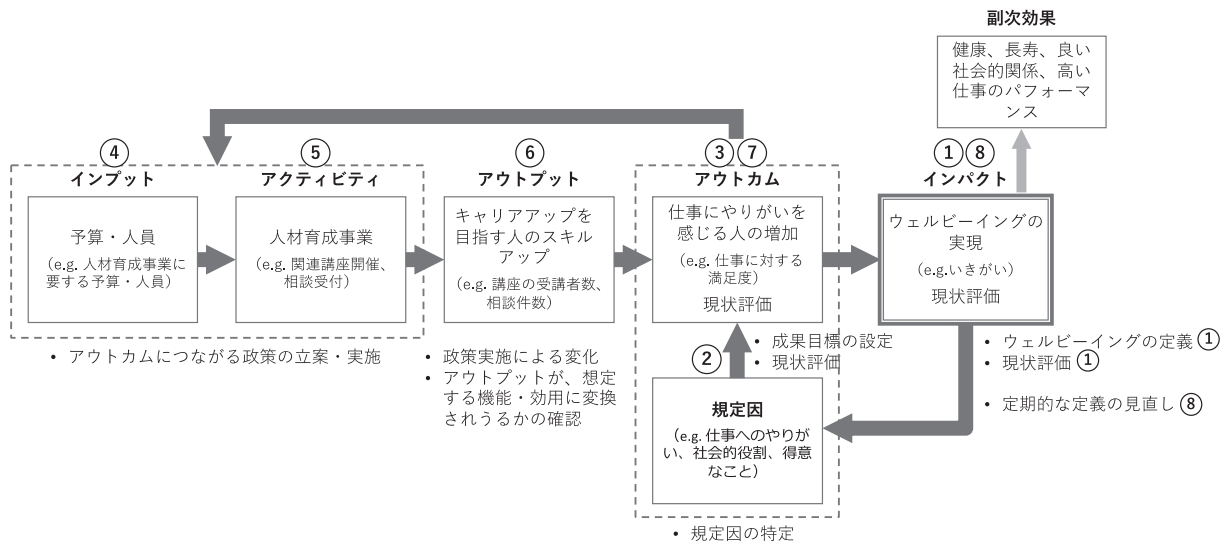 副次効果
健康、長寿、良い
社会的関係、高い
仕事のパフォーマ
ンス
④
インプット
予算・人員
（e.g. 人材育成事業に
要する予算・人員）
⑤
アクティビティ
人材育成事業
（e.g. 関連講座開催、
相談受付）
• アウトカムにつながる政策の立案・実施
⑥
アウトプット
キャリアアップを
目指す人のスキル
アップ
（e.g. 講座の受講者数、
相談件数）
• 政策実施による変化
• アウトプットが、想定
する機能・効用に変換
されうるかの確認
③ ⑦
アウトカム
仕事にやりがいを
感じる人の増加
（e.g. 仕事に対する
満足度）
現状評価
• 成果目標の設定
• 現状評価
②
規定因
（e.g. 仕事へのやりが
い、社会的役割、得意
なこと）
• 規定因の特定
① ⑧
インパクト
ウェルビーイングの
実現
（e.g.いきがい）
現状評価
• ウェルビーイングの定義 ①
• 現状評価 ①
• 定期的な定義の見直し ⑧